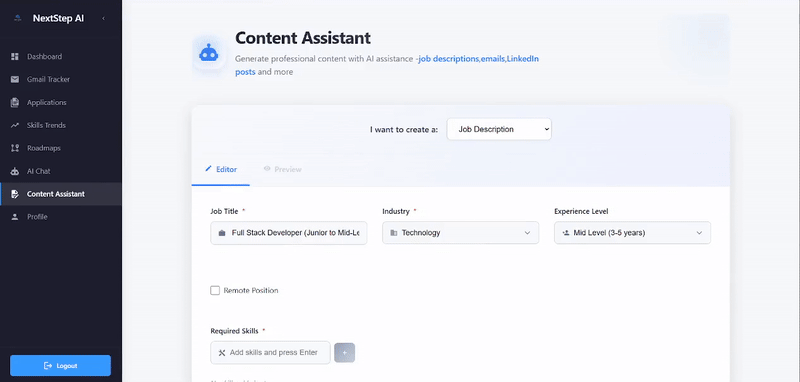 NextStep AI
Dashboard
Gmail Tracker
Applications
Skills Trends
Roadmaps
AI Chat
Content Assistant
Profile
Logout
Content Assistant
Generate professional content with AI assistance -job descriptions,emails,LinkedIn
posts and more
I want to create a: Job Description
Editor Preview
Job Title * Industry * Experience Level
Full Stack Developer (Junior to Mid-Le Technology Mid Level (3-5 years)
Remote Position
Required Skills *
Add skills and press Enter +